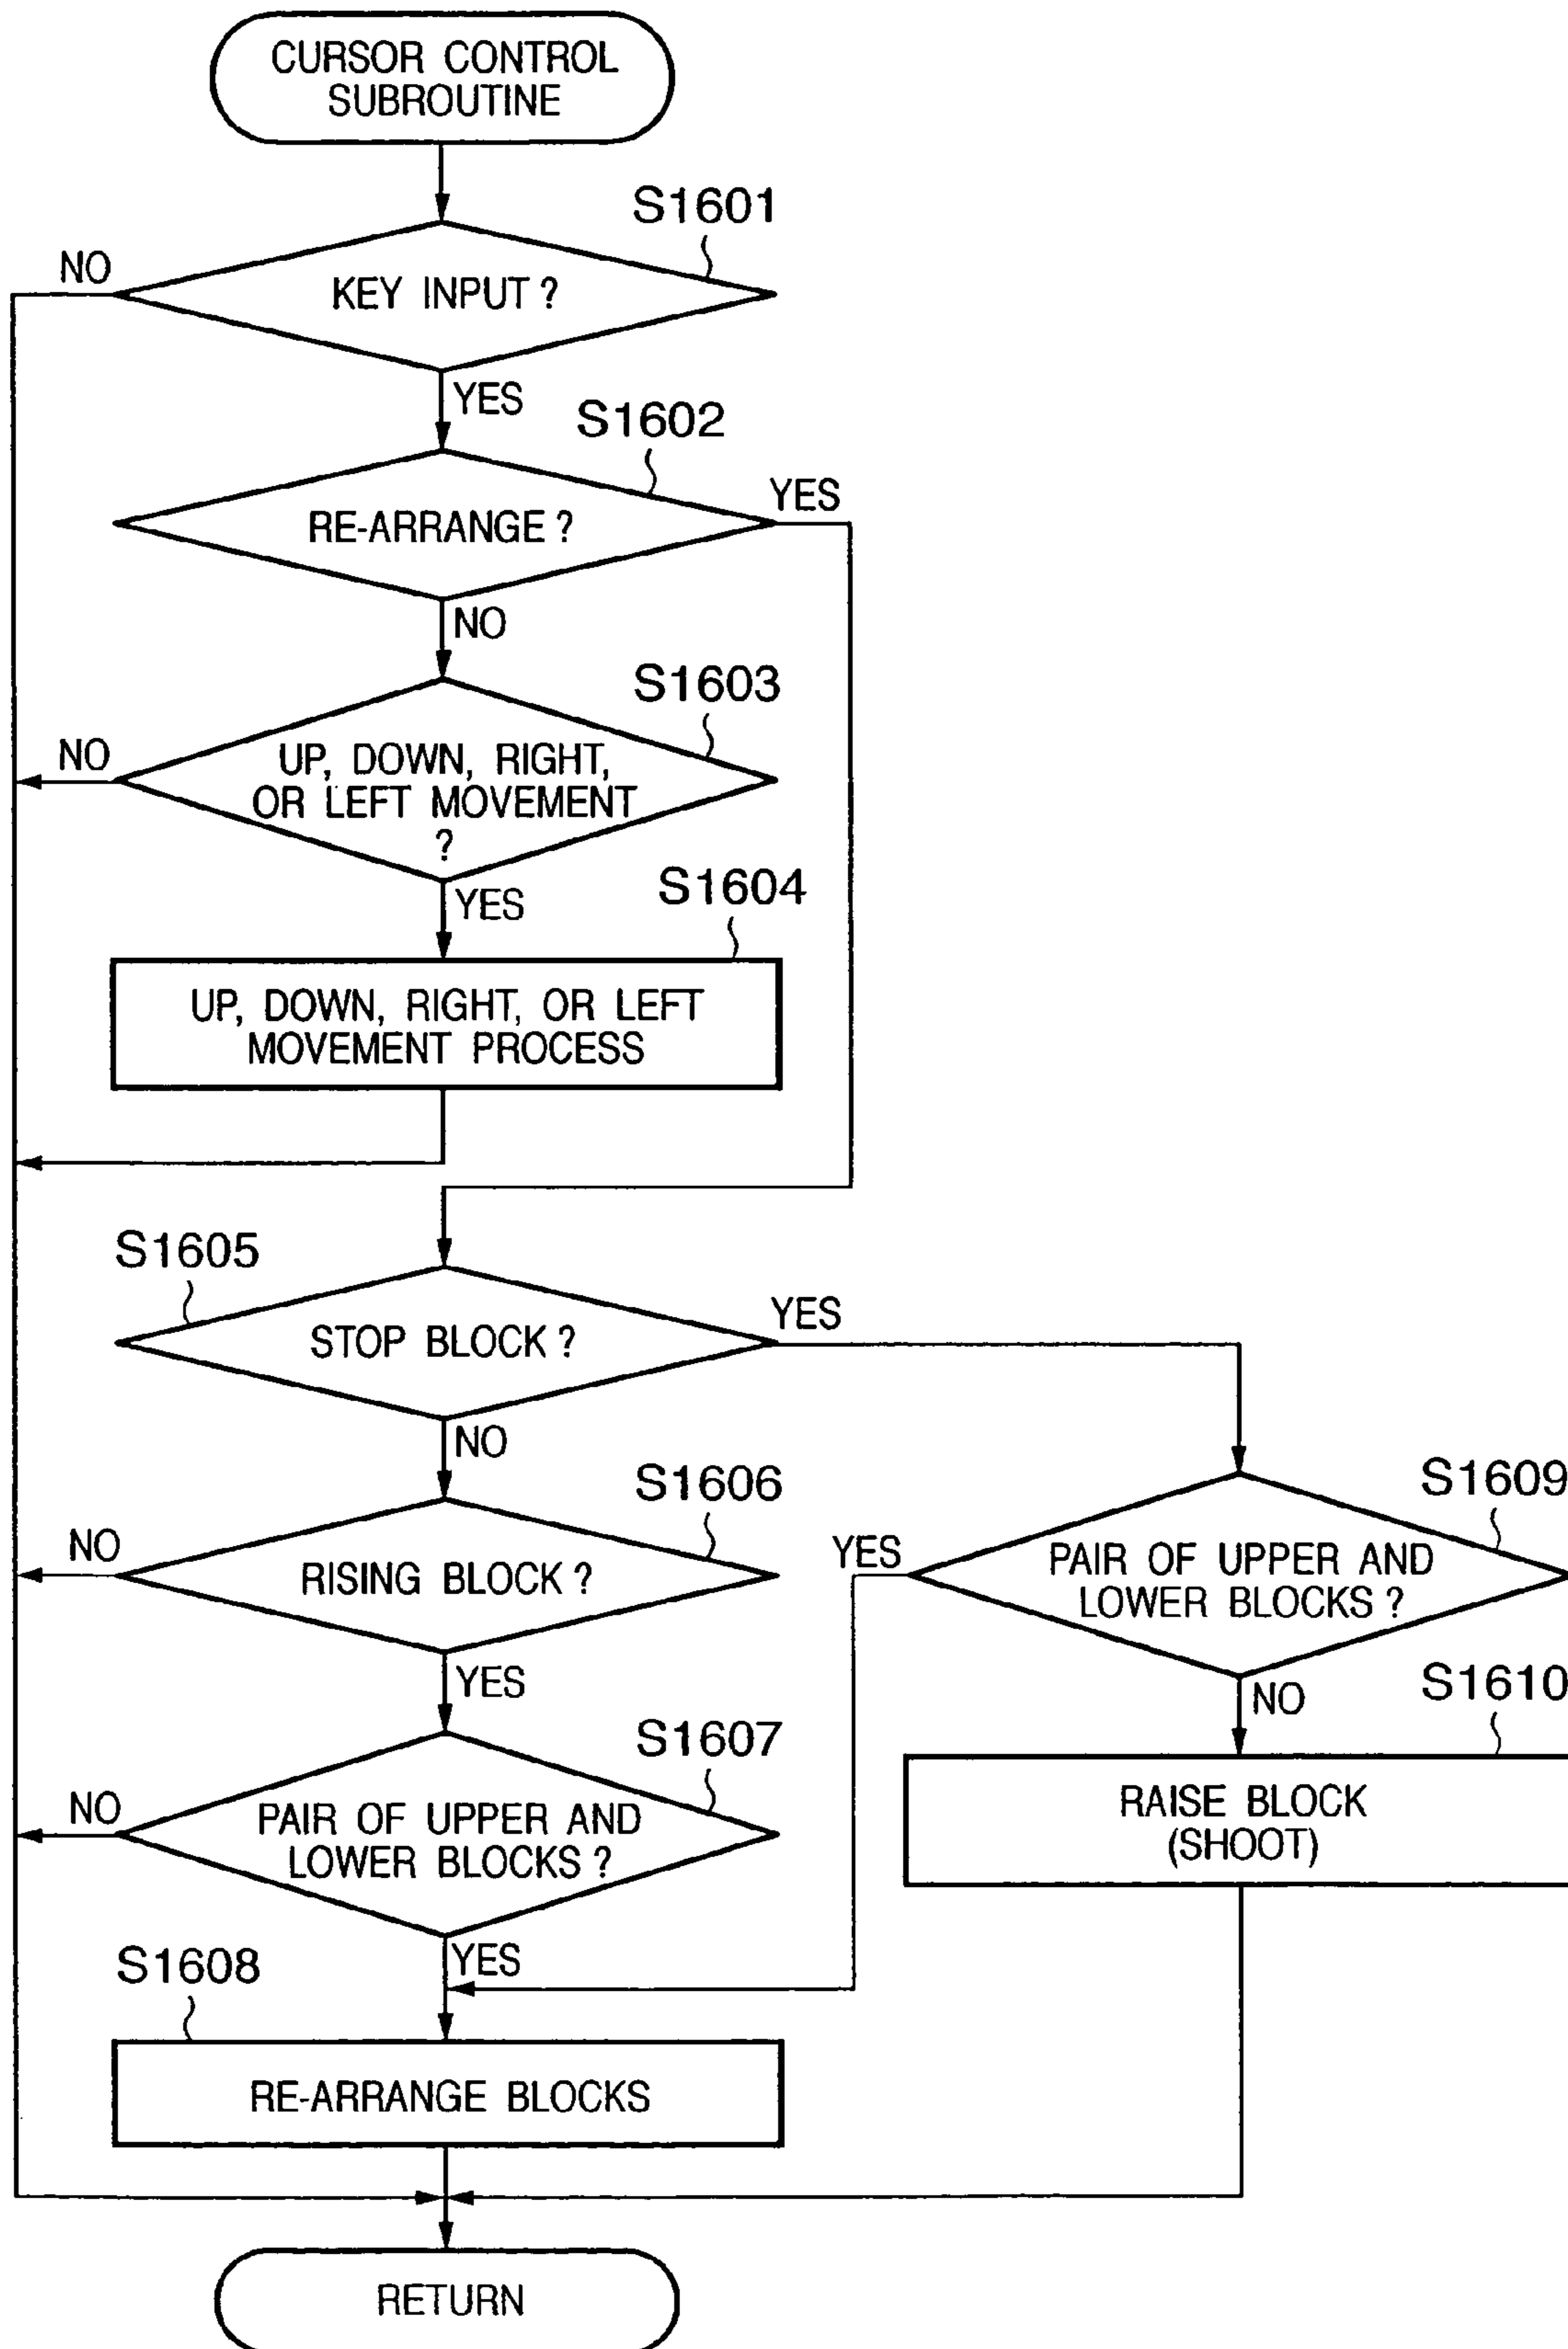 CURSOR CONTROL
SUBROUTINE
S1601
NO
KEY INPUT ?
YES
S1602
YES
RE-ARRANGE ?
NO
S1603
NO
UP, DOWN, RIGHT,
OR LEFT MOVEMENT
?
YES
S1604
UP, DOWN, RIGHT, OR LEFT
MOVEMENT PROCESS
S1605
YES
STOP BLOCK ?
NO
S1606
NO
RISING BLOCK ?
YES
S1609
YES
PAIR OF UPPER AND
LOWER BLOCKS ?
NO
S1607
NO
PAIR OF UPPER AND
LOWER BLOCKS ?
YES
S1610
RAISE BLOCK
(SHOOT)
S1608
RE-ARRANGE BLOCKS
RETURN